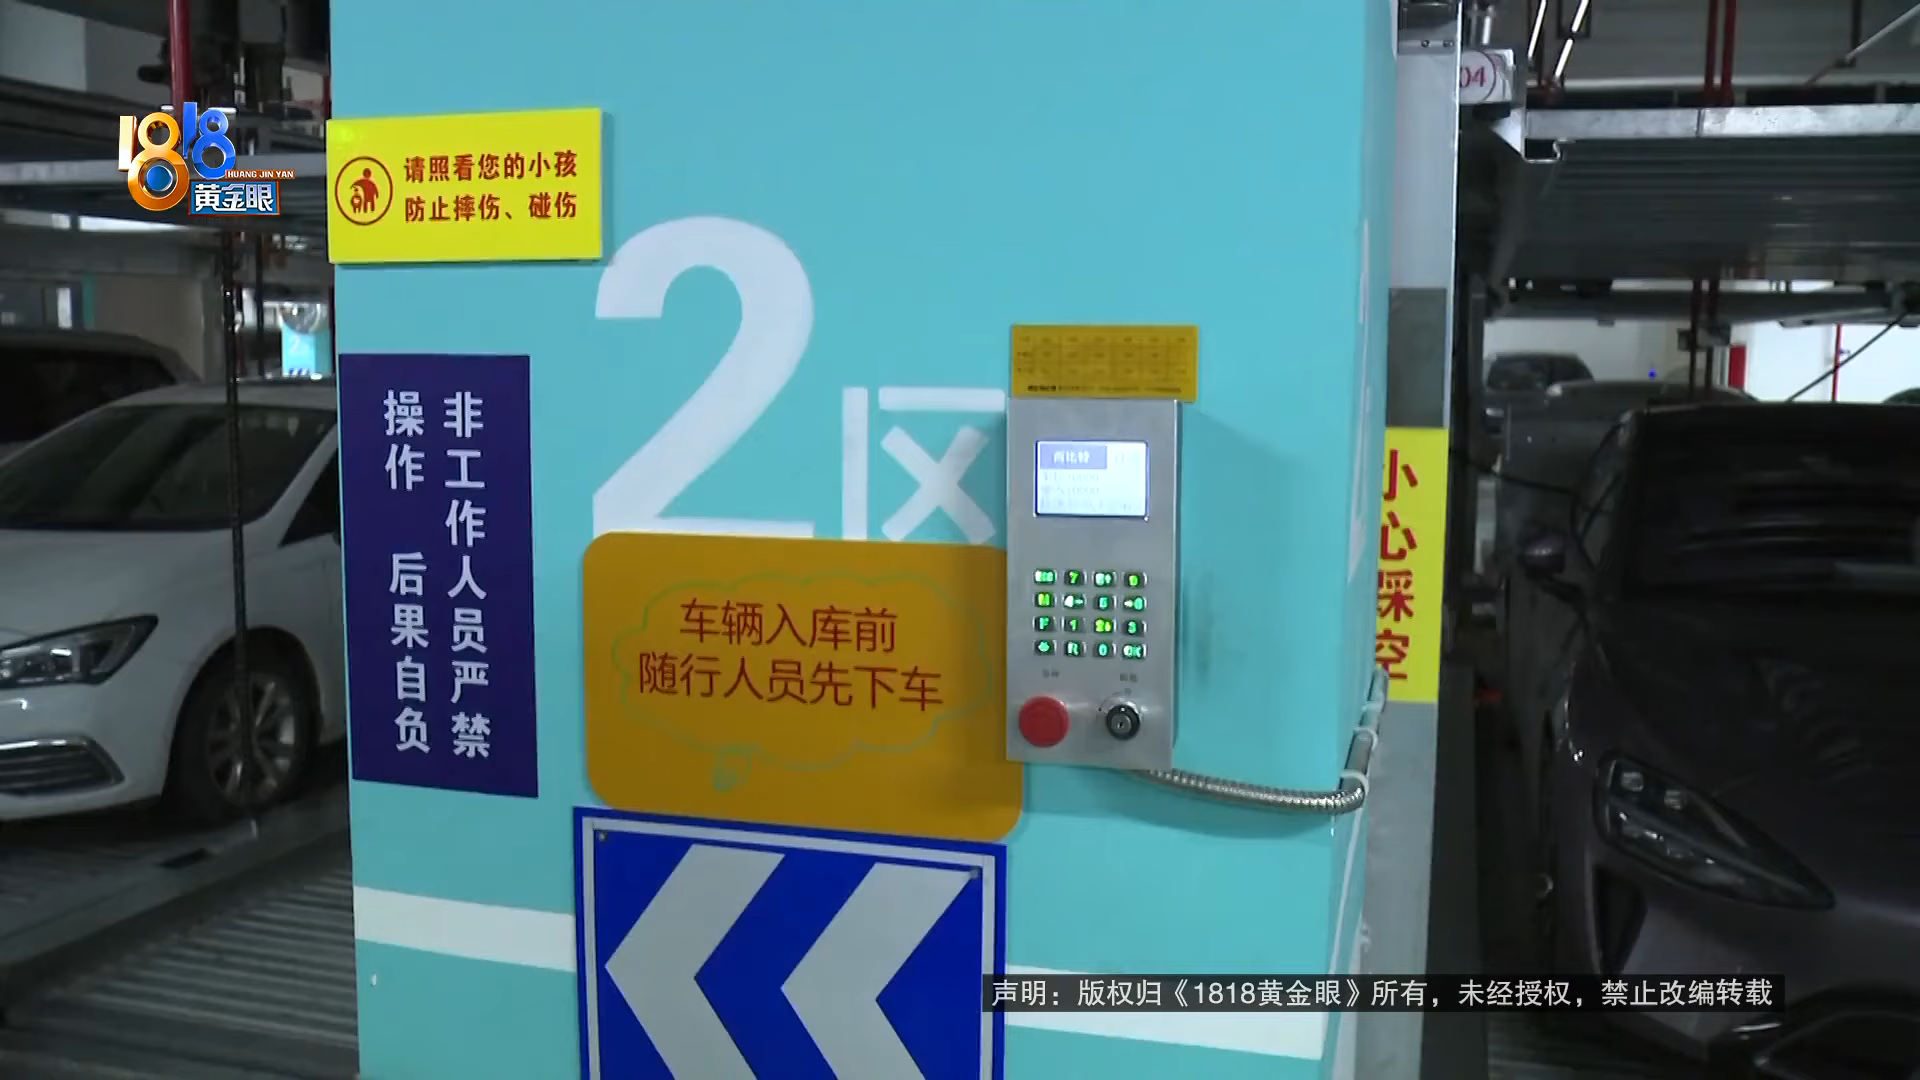 1818
HUANG JIN YAN
黄金眼
请照看您的小孩
防止摔伤、碰伤
04
2区
非工作人员严禁
操作 后果自负
西比特
车辆入库前
随行人员先下车
小心踩空
声明：版权归《1818黄金眼》所有，未经授权，禁止改编转载